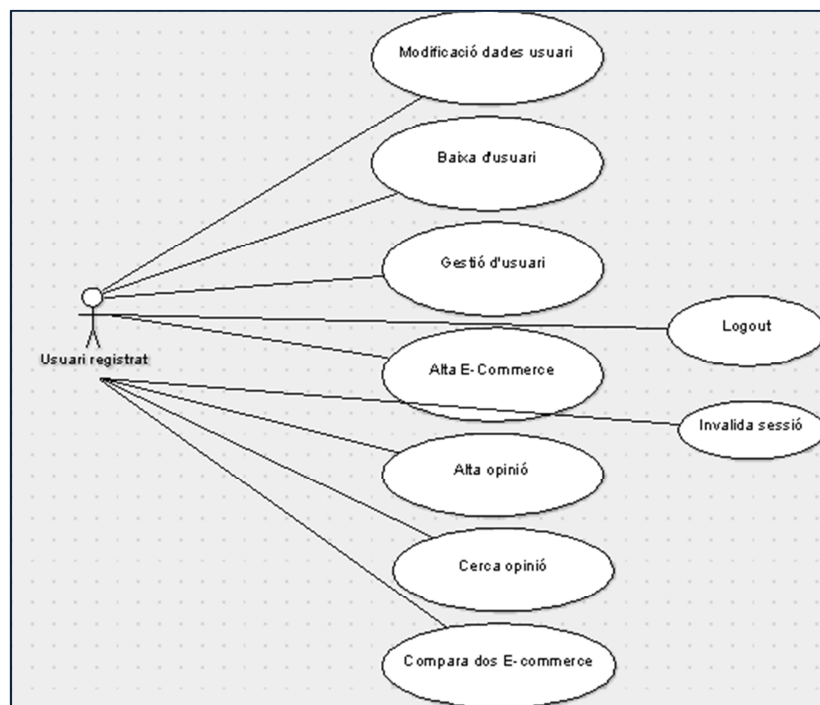 Modificació dades usuari
Baixa d'usuari
Gestió d'usuari
Logout
Usuari registrat
Alta E-Commerce
Invalida sessió
Alta opinió
Cerca opinió
Compara dos E-commerce